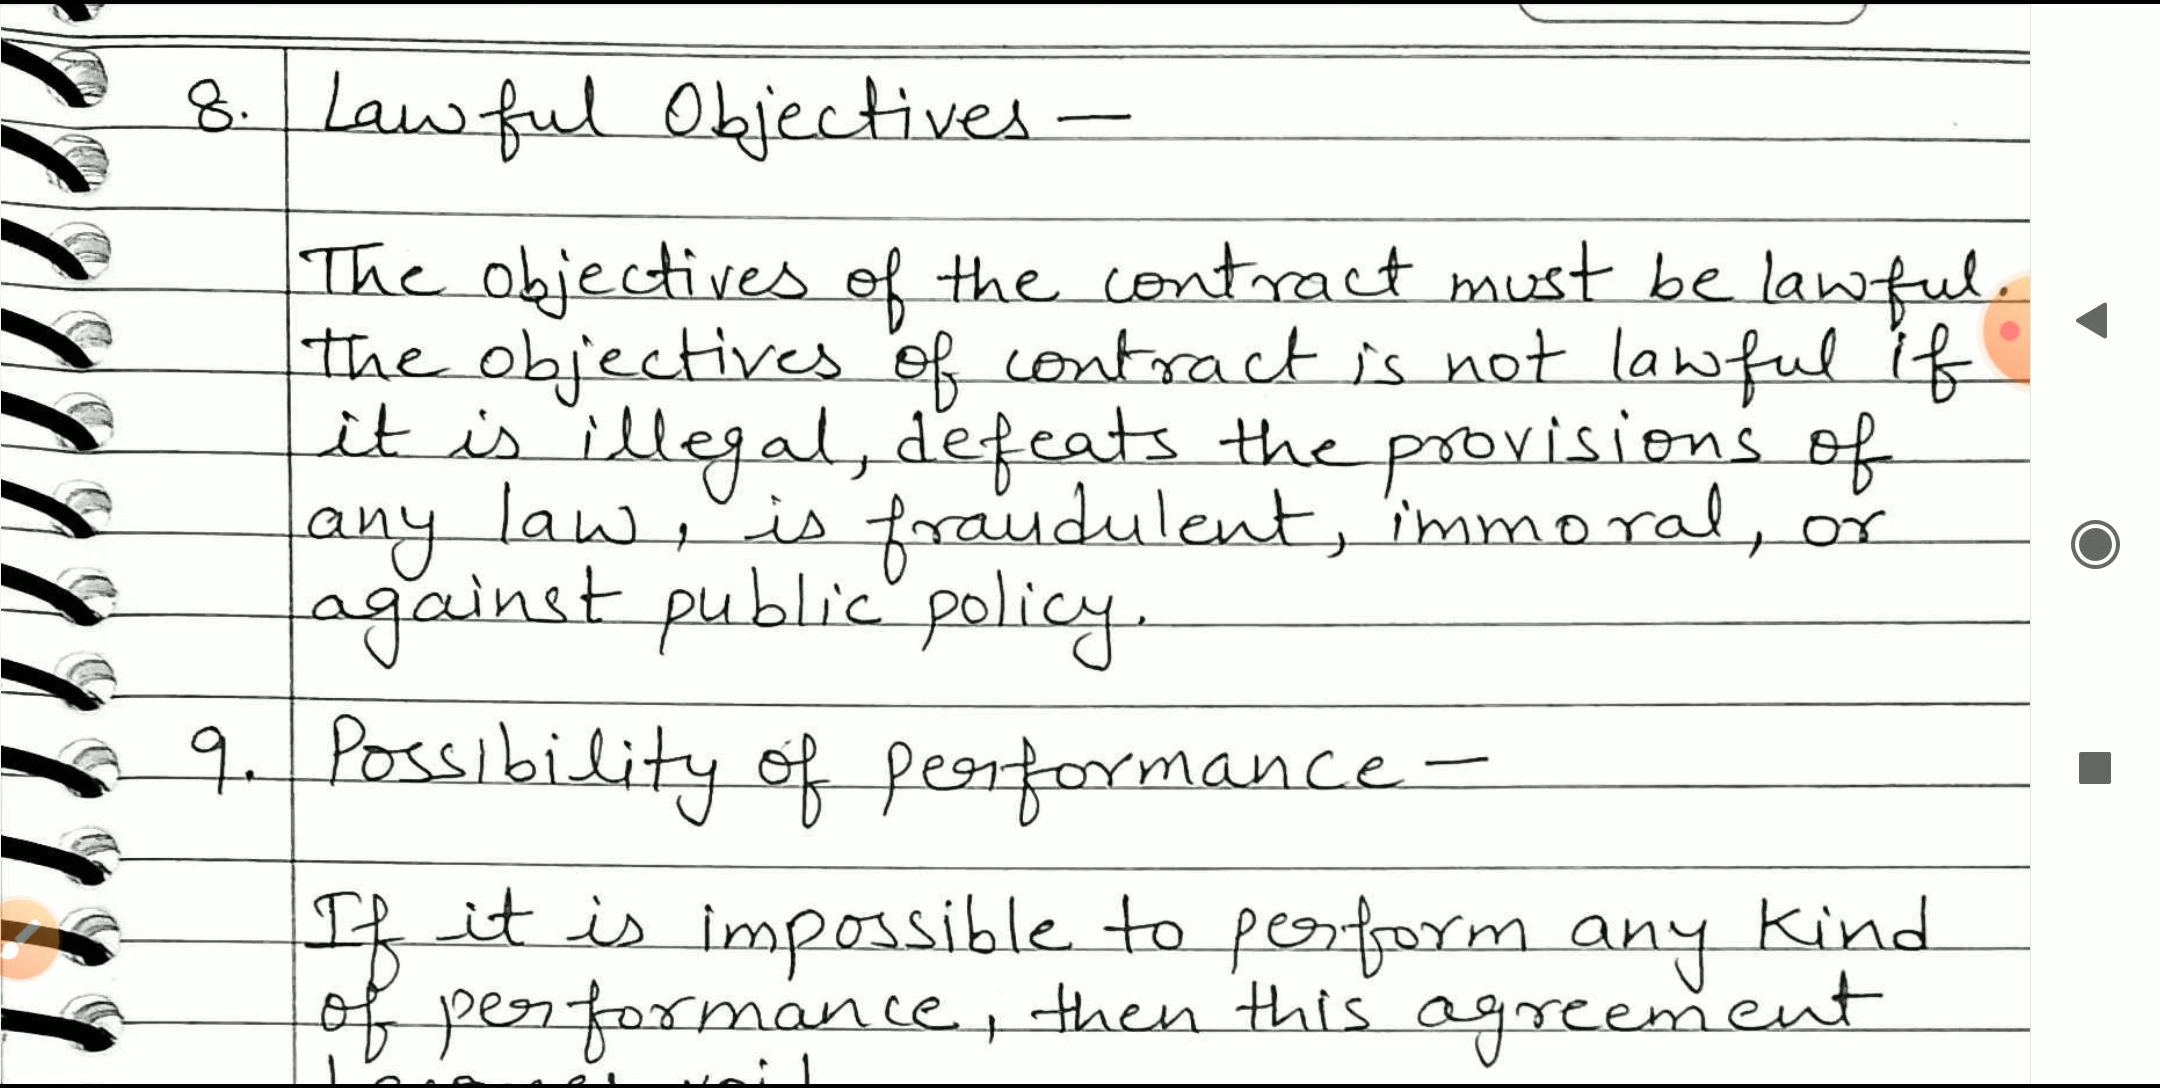 8. Lawful Objectives —
The objectives of the contract must be lawful.
the objectives of contract is not lawful if
it is illegal, defeats the provisions of
any law, is fraudulent, immoral, or
against public policy.
9. Possibility of performance —
If it is impossible to perform any kind
of performance, then this agreement